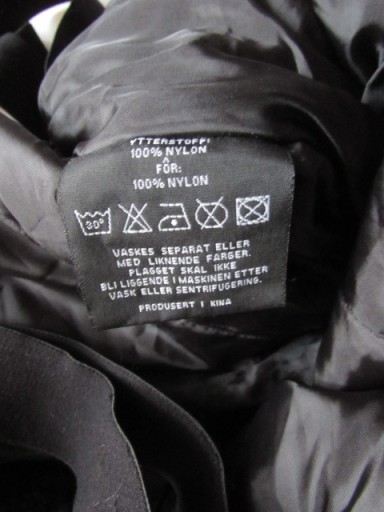 YTTERSTOFF:
100% NYLON
FÔR:
100% NYLON
30°
VASKES SEPARAT ELLER
MED LIKNENDE FARGER.
PLAGGET SKAL IKKE
BLI LIGGENDE I MASKINEN ETTER
VASK ELLER SENTRIFUGERING.
PRODUSERT I KINA